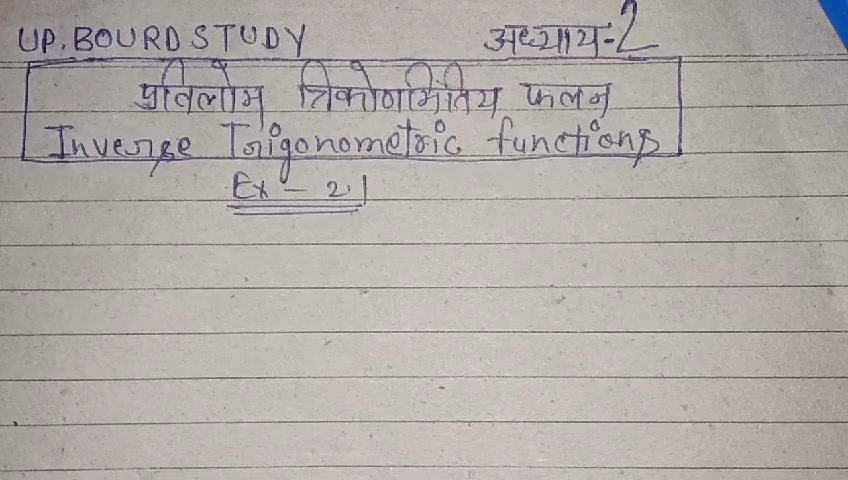 UP. BOURD STUDY अध्याय-2
प्रतिलोम त्रिकोणमितिय फलन
Inverse Trigonometric functions
Ex - 2.1